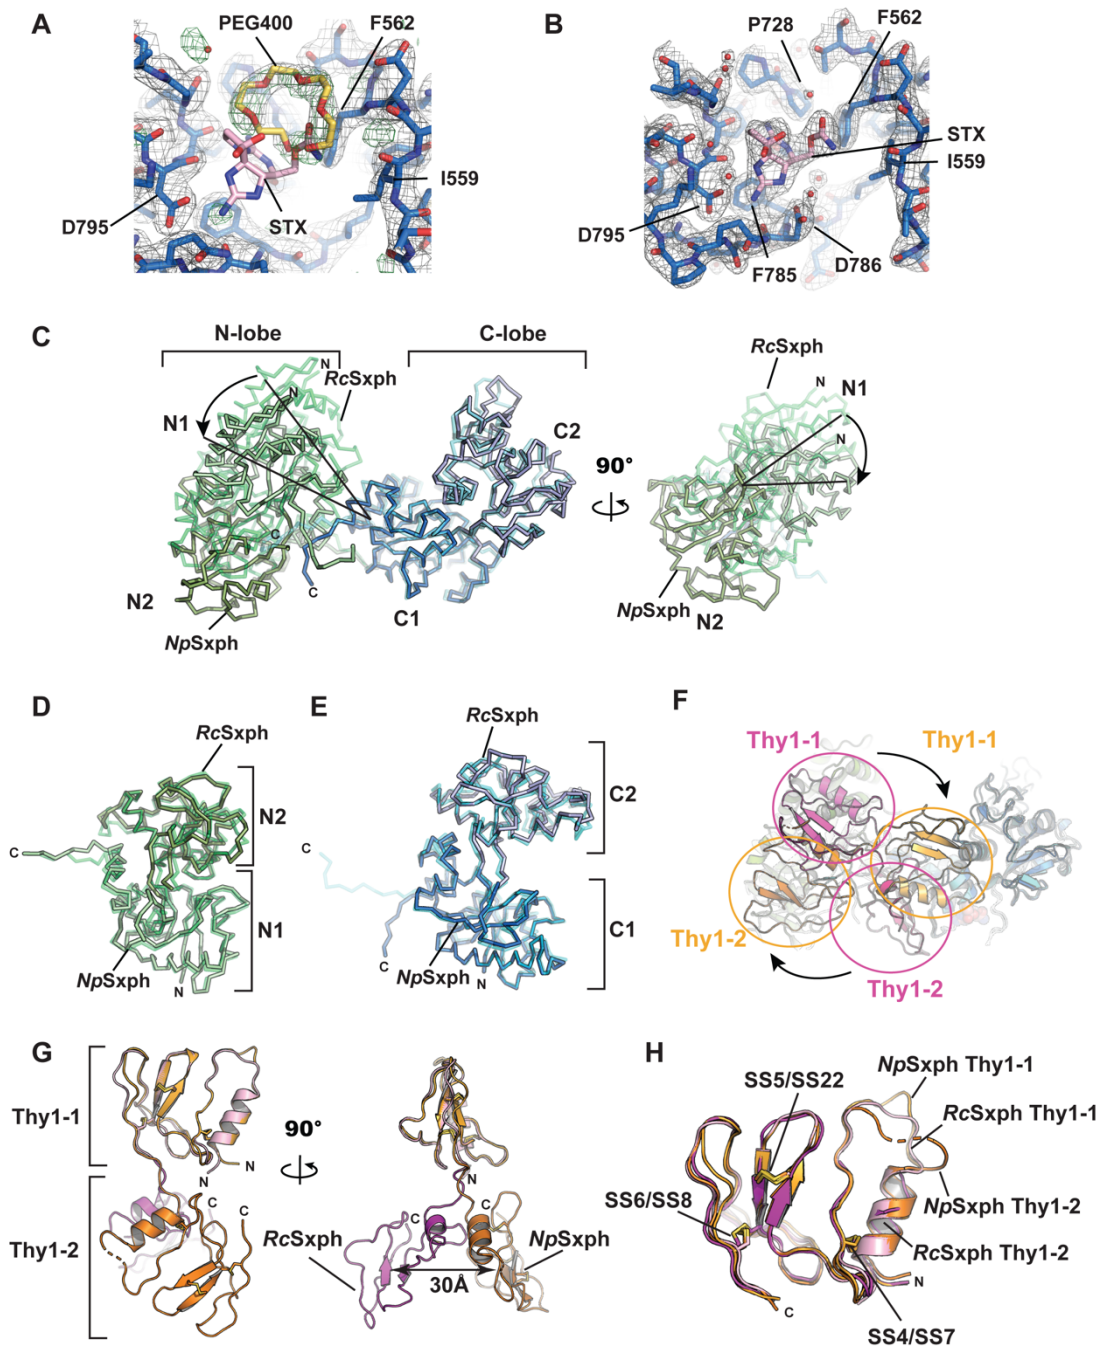 A
PEG400
F562
D795
STX
I559
B
P728
F562
STX
I559
D795
F785
D786
C
N-lobe
C-lobe
N
RcSxph
N
N1
C2
C
C
N2
C1
NpSxph
90°
RcSxph
N
N1
N
NpSxph
N2
D
RcSxph
N2
C
N1
NpSxph
N
E
RcSxph
C2
C
C1
C
NpSxph
N
F
Thy1-1
Thy1-1
Thy1-2
Thy1-2
G
Thy1-1
N
N
C
C
Thy1-2
90°
N
C
C
RcSxph
NpSxph
30Å
H
NpSxph Thy1-1
SS5/SS22
RcSxph Thy1-1
SS6/SS8
NpSxph Thy1-2
RcSxph Thy1-2
N
C
SS4/SS7